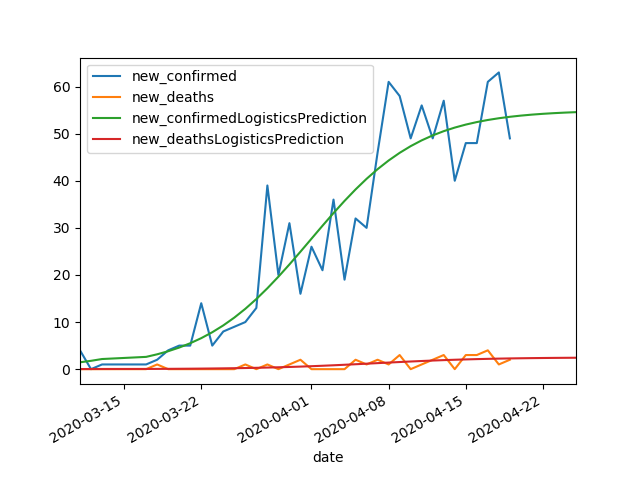 new_confirmed
new_deaths
new_confirmedLogisticsPrediction
new_deathsLogisticsPrediction
60
50
40
30
20
10
0
2020-03-15
2020-03-22
2020-04-01
2020-04-08
2020-04-15
2020-04-22
date